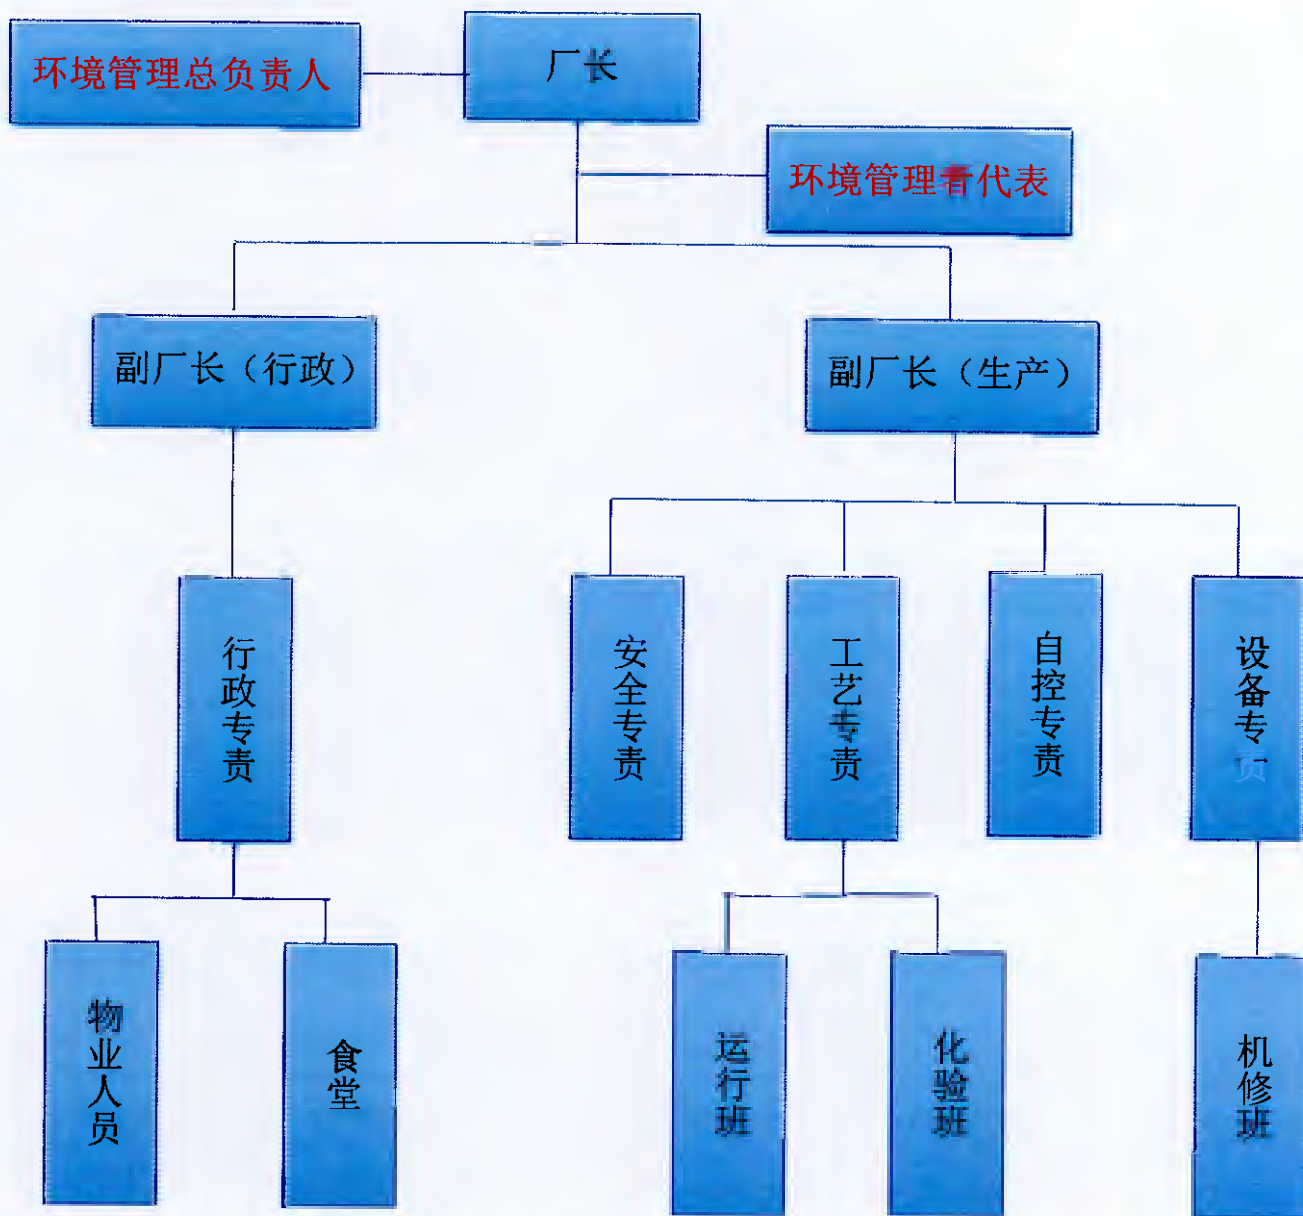 环境管理总负责人
厂长
环境管理者代表
副厂长（行政）
副厂长（生产）
行政专责
安全专责
工艺专责
自控专责
设备专责
物业人员
食堂
运行班
化验班
机修班